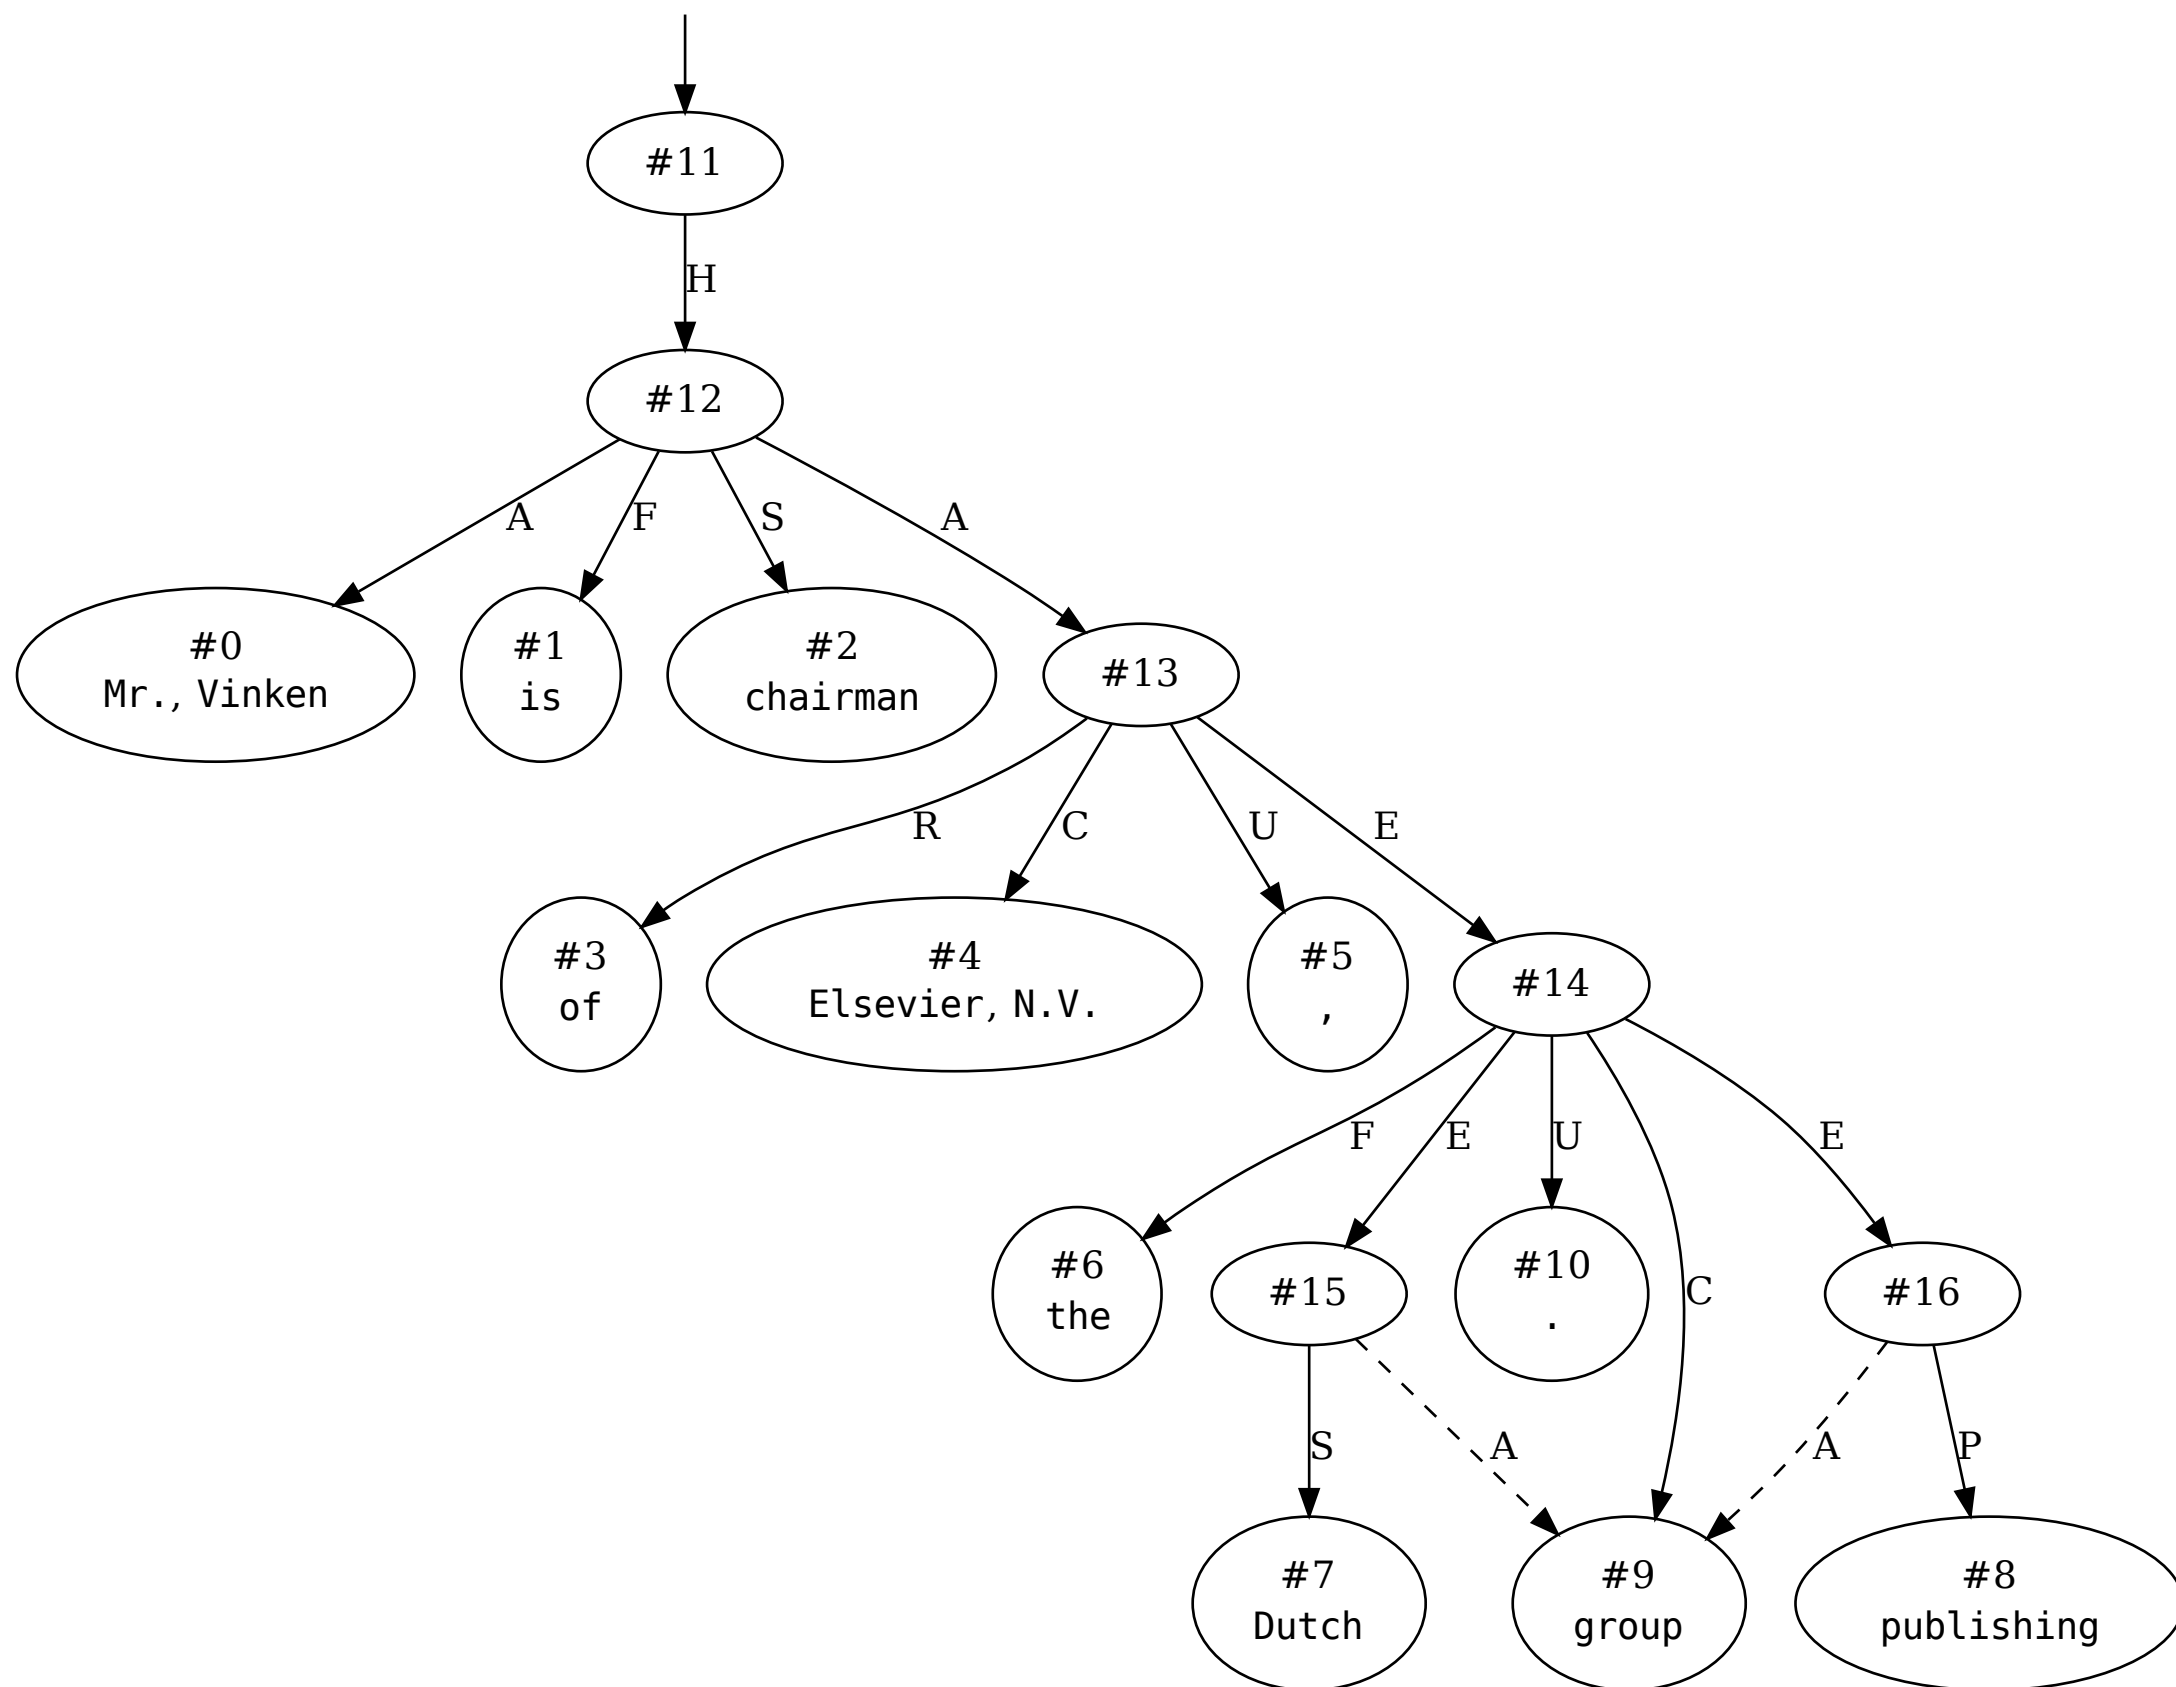 #11
H
#12
A
F
S
A
#0
Mr., Vinken
#1
is
#2
chairman
#13
R
C
U
E
#3
of
#4
Elsevier, N.V.
#5
,
#14
F
E
U
E
#6
the
#15
#10
.
C
#16
S
A
A
P
#7
Dutch
#9
group
#8
publishing